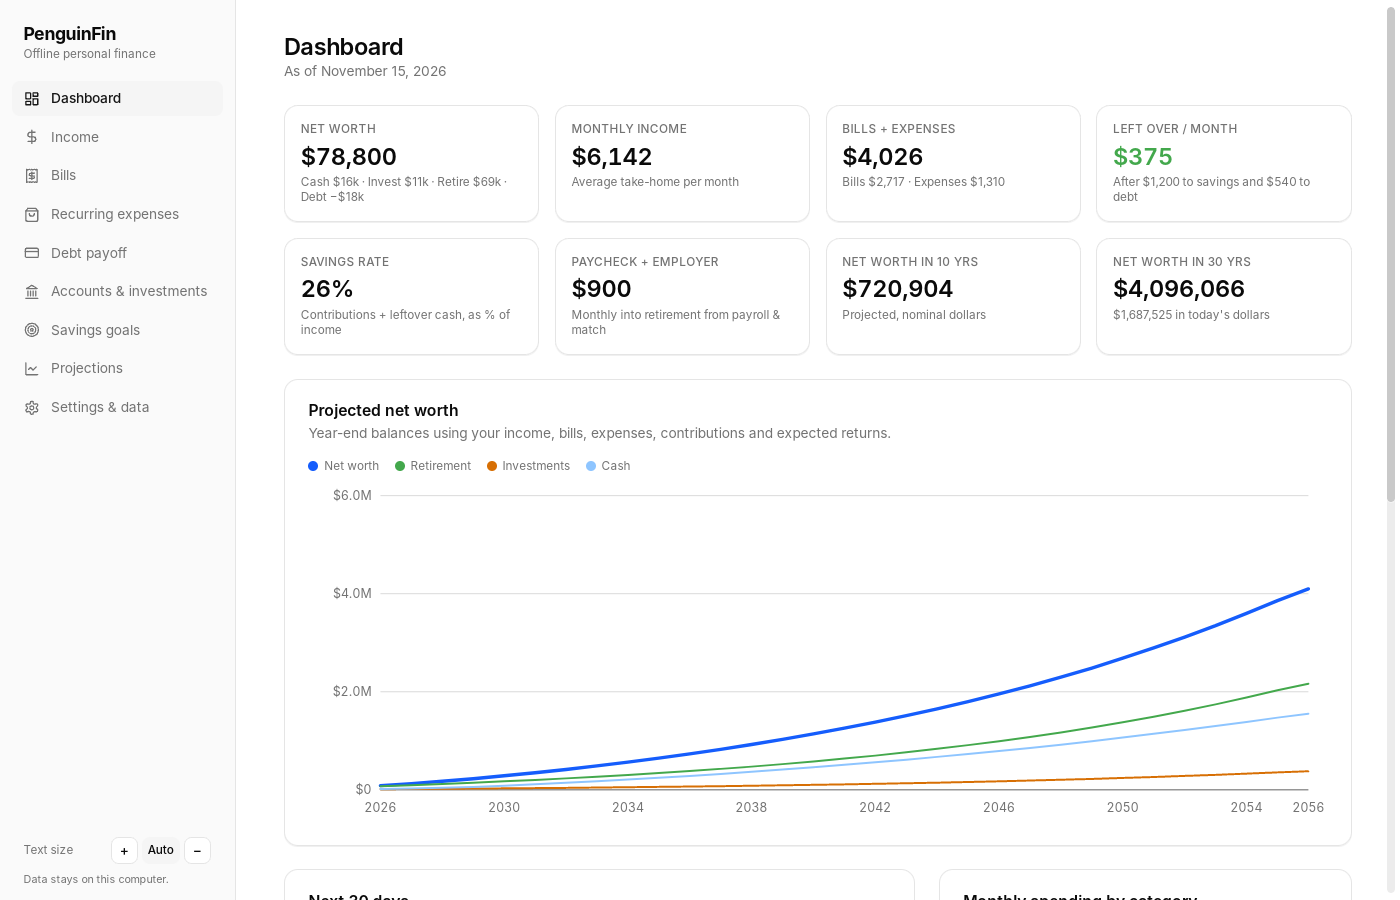 PenguinFin
Offline personal finance
Dashboard
Income
Bills
Recurring expenses
Debt payoff
Accounts & investments
Savings goals
Projections
Settings & data
Text size
+
Auto
−
Data stays on this computer.
Dashboard
As of November 15, 2026
NET WORTH
$78,800
Cash $16k · Invest $11k · Retire $69k ·
Debt −$18k
MONTHLY INCOME
$6,142
Average take-home per month
BILLS + EXPENSES
$4,026
Bills $2,717 · Expenses $1,310
LEFT OVER / MONTH
$375
After $1,200 to savings and $540 to
debt
SAVINGS RATE
26%
Contributions + leftover cash, as % of
income
PAYCHECK + EMPLOYER
$900
Monthly into retirement from payroll &
match
NET WORTH IN 10 YRS
$720,904
Projected, nominal dollars
NET WORTH IN 30 YRS
$4,096,066
$1,687,525 in today's dollars
Projected net worth
Year-end balances using your income, bills, expenses, contributions and expected returns.
Net worth
Retirement
Investments
Cash
$6.0M
$4.0M
$2.0M
$0
2026
2030
2034
2038
2042
2046
2050
2054
2056
Next 30 days
Monthly spending by category